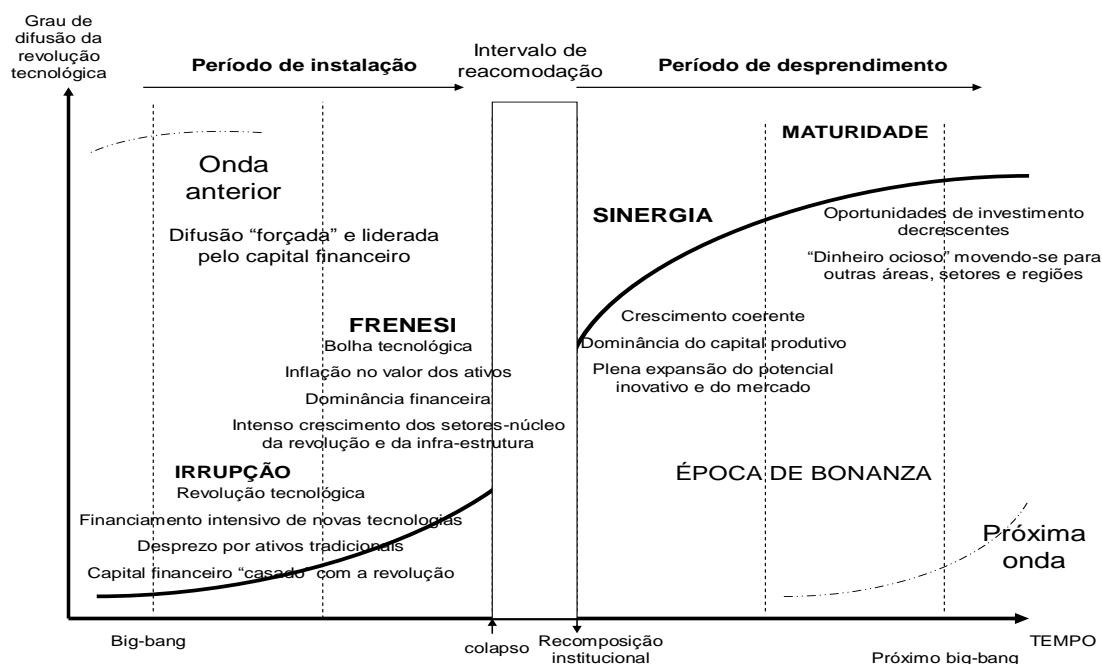 Grau de
difusão da
revolução
tecnológica
Período de instalação
Intervalo de
reacomodação
Período de desprendimento
MATURIDADE
Onda
anterior
SINERGIA
Oportunidades de investimento
decrescentes
Difusão “forçada” e liderada
pelo capital financeiro
“Dinheiro ocioso” movendo-se para
outras áreas, setores e regiões
FRENESI
Bolha tecnológica
Inflação no valor dos ativos
Dominância financeira
Intenso crescimento dos setores-núcleo
da revolução e da infra-estrutura
Crescimento coerente
Dominância do capital produtivo
Plena expansão do potencial
inovativo e do mercado
IRRUPÇÃO
Revolução tecnológica
Financiamento intensivo de novas tecnologias
Desprezo por ativos tradicionais
Capital financeiro “casado” com a revolução
ÉPOCA DE BONANZA
Próxima
onda
Big-bang
colapso
Recomposição
institucional
TEMPO
Próximo big-bang